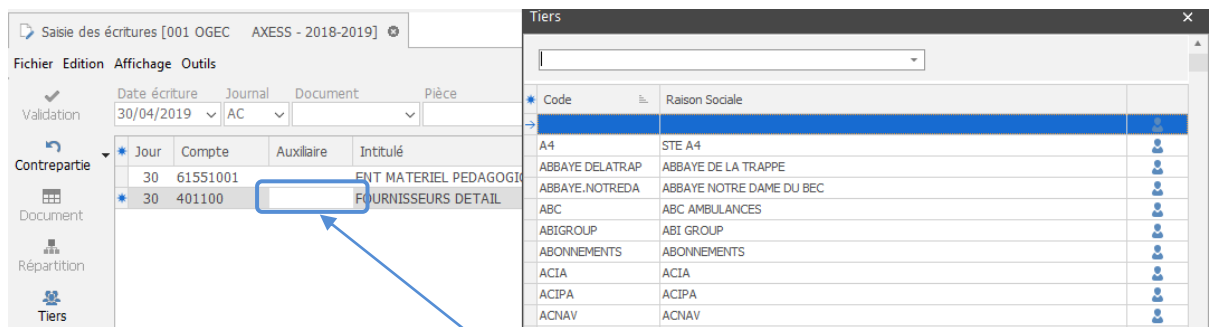 Saisie des écritures [001 OGEC AXESS - 2018-2019]
Fichier Edition Affichage Outils
Validation
Contrepartie
Document
Répartition
Tiers
Date écriture Journal Document Pièce
30/04/2019 AC
Jour Compte Auxiliaire Intitulé
30 61551001 ENT MATERIEL PEDAGOGI
30 401100 FOURNISSEURS DETAIL
Tiers
Code Raison Sociale
A4 STE A4
ABBAYE DELATRAP ABBAYE DE LA TRAPPE
ABBAYE.NOTREDA ABBAYE NOTRE DAME DU BEC
ABC ABC AMBULANCES
ABIGROUP ABI GROUP
ABONNEMENTS ABONNEMENTS
ACIA ACIA
ACIPA ACIPA
ACNAV ACNAV